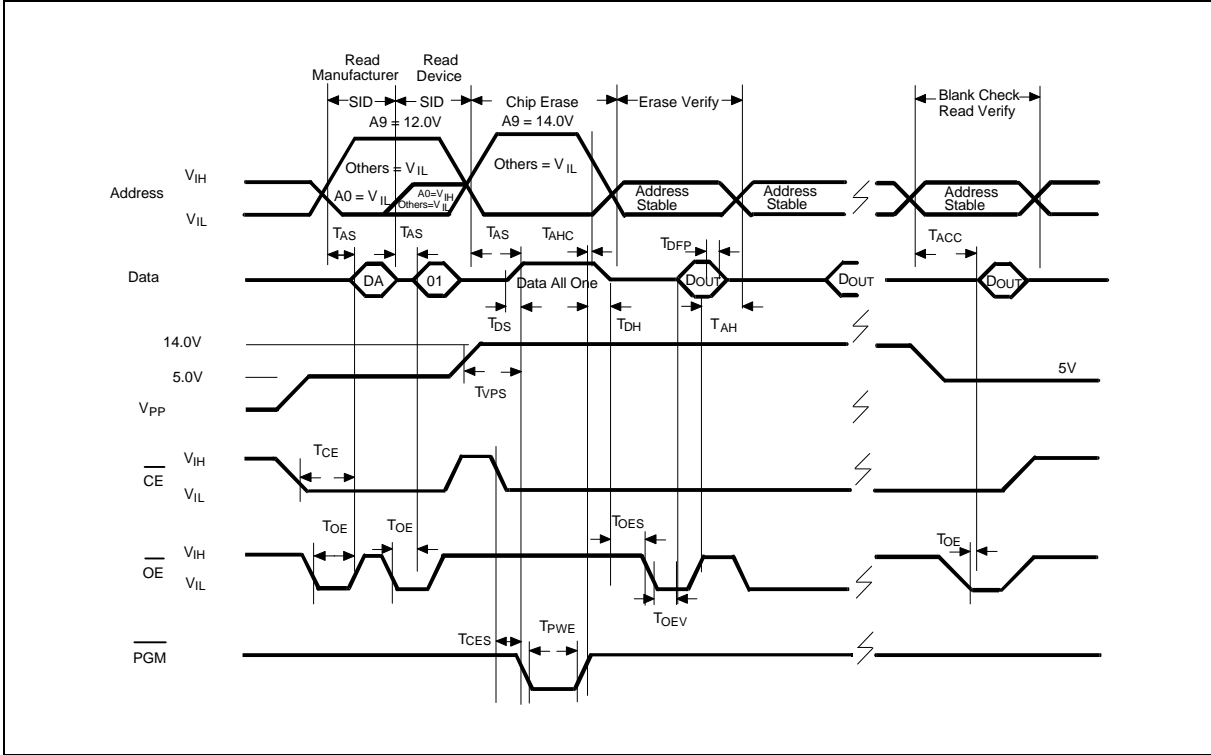 Read Manufacturer
Read Device
Blank Check
Read Verify
SID
SID
Chip Erase
Erase Verify
A9 = 12.0V
A9 = 14.0V
Others = VIL
Others = VIL
Address
VIH
VIL
A0 = VIL
A0=VIH
Others=VIL
Address Stable
Address Stable
Address Stable
TAS
TAS
TAS
TAHC
TDFP
TACC
Data
DA
01
Data All One
DOUT
DOUT
DOUT
TDS
TDH
TAH
14.0V
5.0V
VPP
TVPS
5V
CE
VIH
VIL
TCE
OE
VIH
VIL
TOE
TOE
TOES
TOEV
TOE
PGM
TCES
TPWE